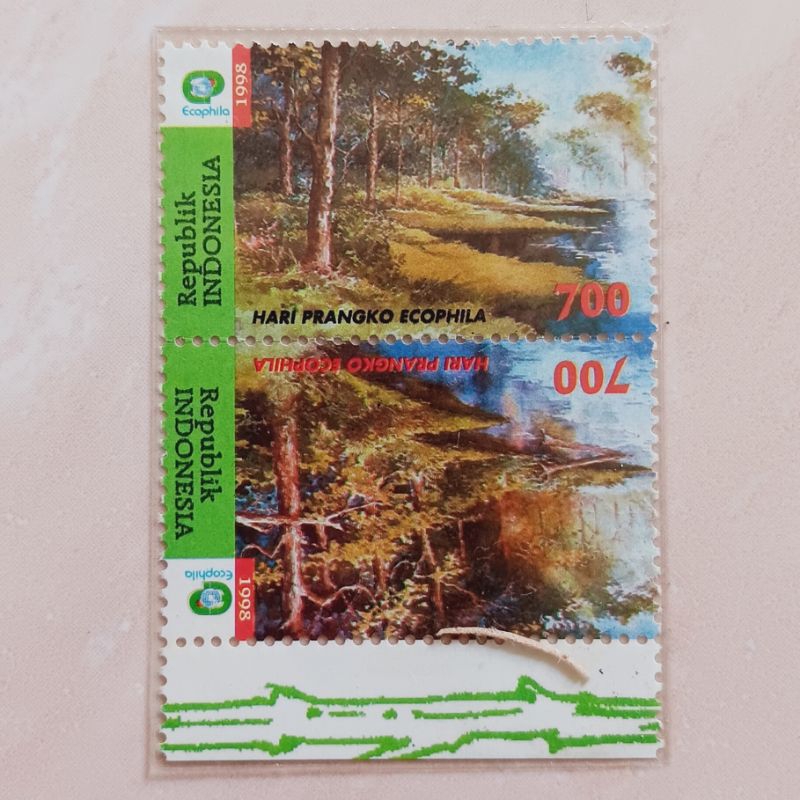 Ecophila
1998
Republik
INDONESIA
HARI PRANGKO ECOPHILA
700
HARI PRANGKO ECOPHILA
700
Republik
INDONESIA
Ecophila
1998